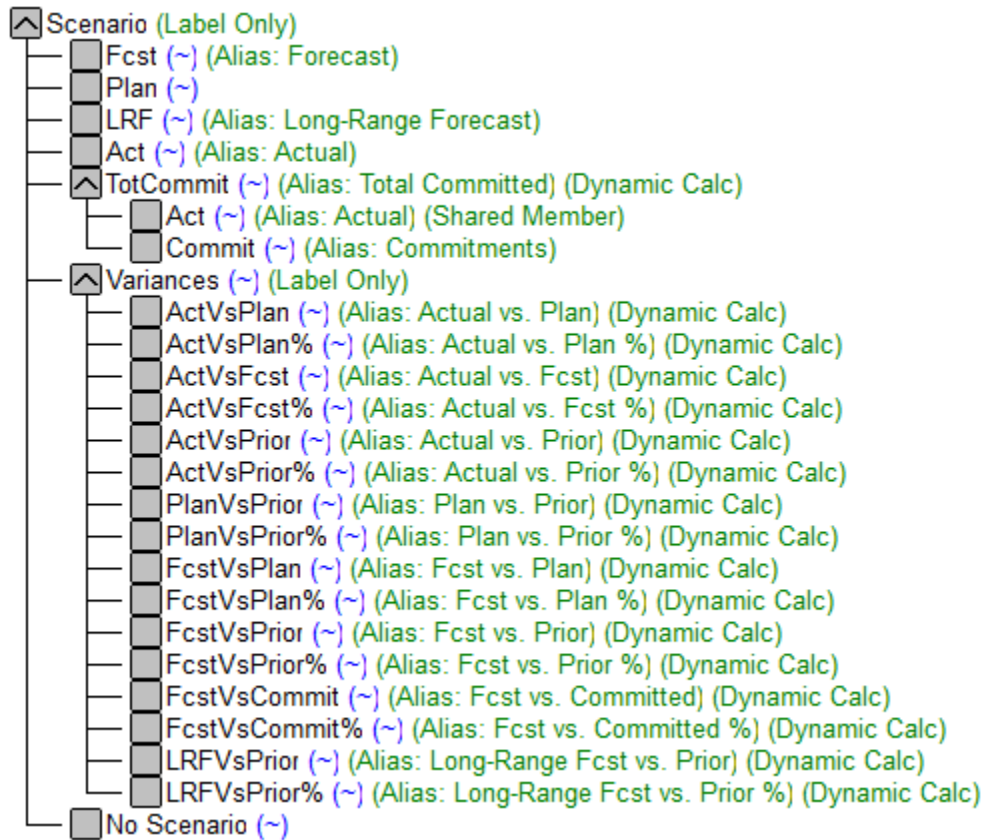 Scenario (Label Only)
Fcst (~) (Alias: Forecast)
Plan (~)
LRF (~) (Alias: Long-Range Forecast)
Act (~) (Alias: Actual)
TotCommit (~) (Alias: Total Committed) (Dynamic Calc)
Act (~) (Alias: Actual) (Shared Member)
Commit (~) (Alias: Commitments)
Variances (~) (Label Only)
ActVsPlan (~) (Alias: Actual vs. Plan) (Dynamic Calc)
ActVsPlan% (~) (Alias: Actual vs. Plan %) (Dynamic Calc)
ActVsFcst (~) (Alias: Actual vs. Fcst) (Dynamic Calc)
ActVsFcst% (~) (Alias: Actual vs. Fcst %) (Dynamic Calc)
ActVsPrior (~) (Alias: Actual vs. Prior) (Dynamic Calc)
ActVsPrior% (~) (Alias: Actual vs. Prior %) (Dynamic Calc)
PlanVsPrior (~) (Alias: Plan vs. Prior) (Dynamic Calc)
PlanVsPrior% (~) (Alias: Plan vs. Prior %) (Dynamic Calc)
FcstVsPlan (~) (Alias: Fcst vs. Plan) (Dynamic Calc)
FcstVsPlan% (~) (Alias: Fcst vs. Plan %) (Dynamic Calc)
FcstVsPrior (~) (Alias: Fcst vs. Prior) (Dynamic Calc)
FcstVsPrior% (~) (Alias: Fcst vs. Prior %) (Dynamic Calc)
FcstVsCommit (~) (Alias: Fcst vs. Committed) (Dynamic Calc)
FcstVsCommit% (~) (Alias: Fcst vs. Committed %) (Dynamic Calc)
LRFVsPrior (~) (Alias: Long-Range Fcst vs. Prior) (Dynamic Calc)
LRFVsPrior% (~) (Alias: Long-Range Fcst vs. Prior %) (Dynamic Calc)
No Scenario (~)